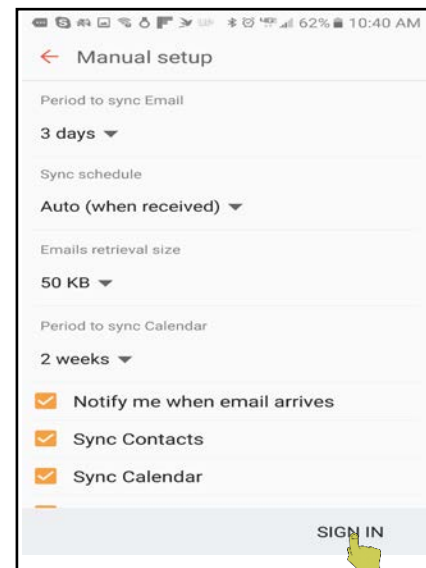 62% 10:40 AM
Manual setup
Period to sync Email
3 days
Sync schedule
Auto (when received)
Emails retrieval size
50 KB
Period to sync Calendar
2 weeks
Notify me when email arrives
Sync Contacts
Sync Calendar
SIGN IN